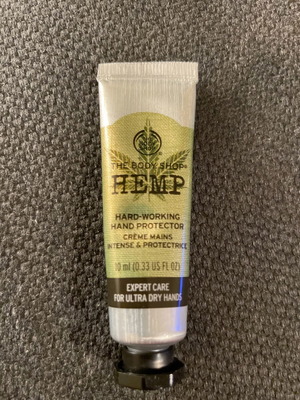 THE BODY SHOP®
HEMP
HARD-WORKING
HAND PROTECTOR
CRÈME MAINS
INTENSE & PROTECTRICE
10 ml (0.33 US FL OZ)
EXPERT CARE
FOR ULTRA DRY HANDS